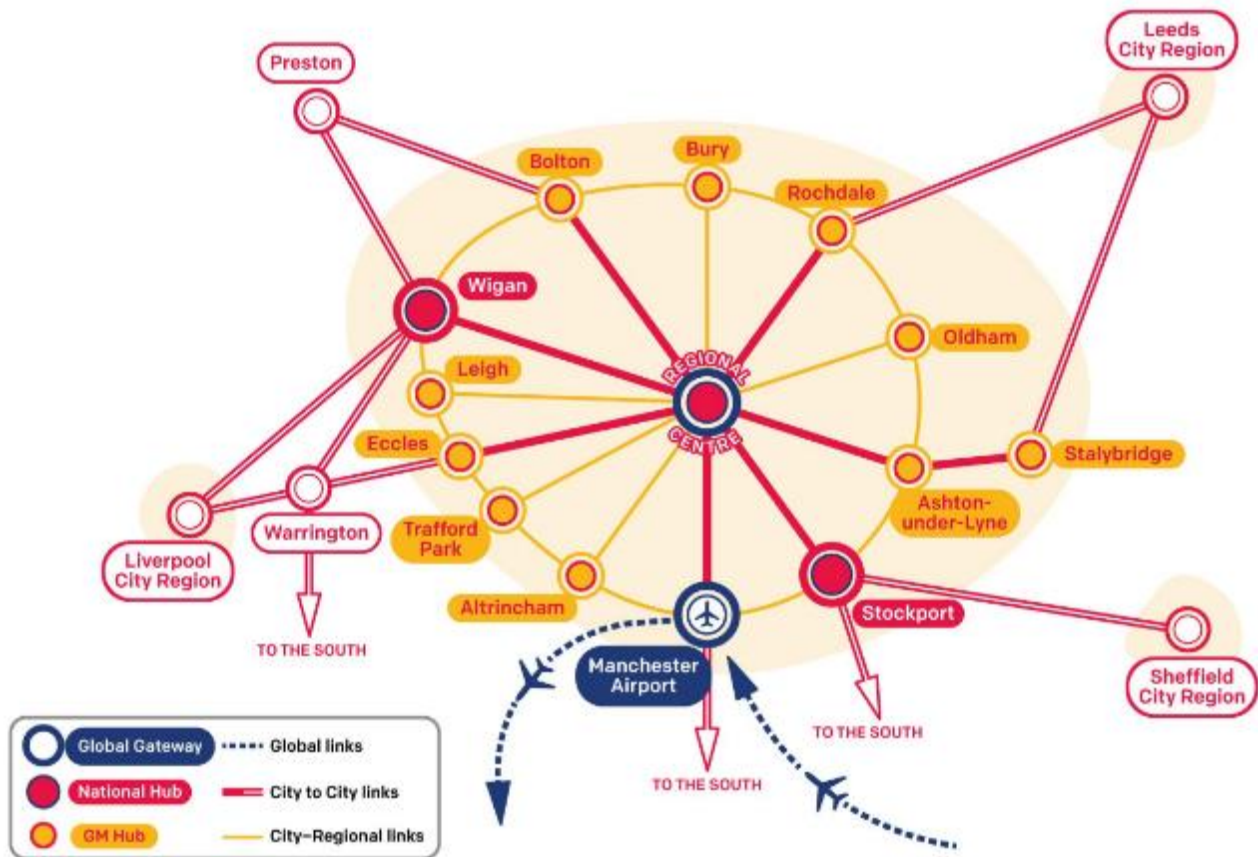 Preston
Leeds
City Region
Bolton
Bury
Rochdale
Wigan
Oldham
Leigh
REGIONAL
CENTRE
Eccles
Stalybridge
Ashton-
under-Lyne
Trafford
Park
Warrington
Liverpool
City Region
Altrincham
Stockport
TO THE SOUTH
Manchester
Airport
Sheffield
City Region
TO THE SOUTH
TO THE SOUTH
Global Gateway
Global links
National Hub
City to City links
GM Hub
City–Regional links